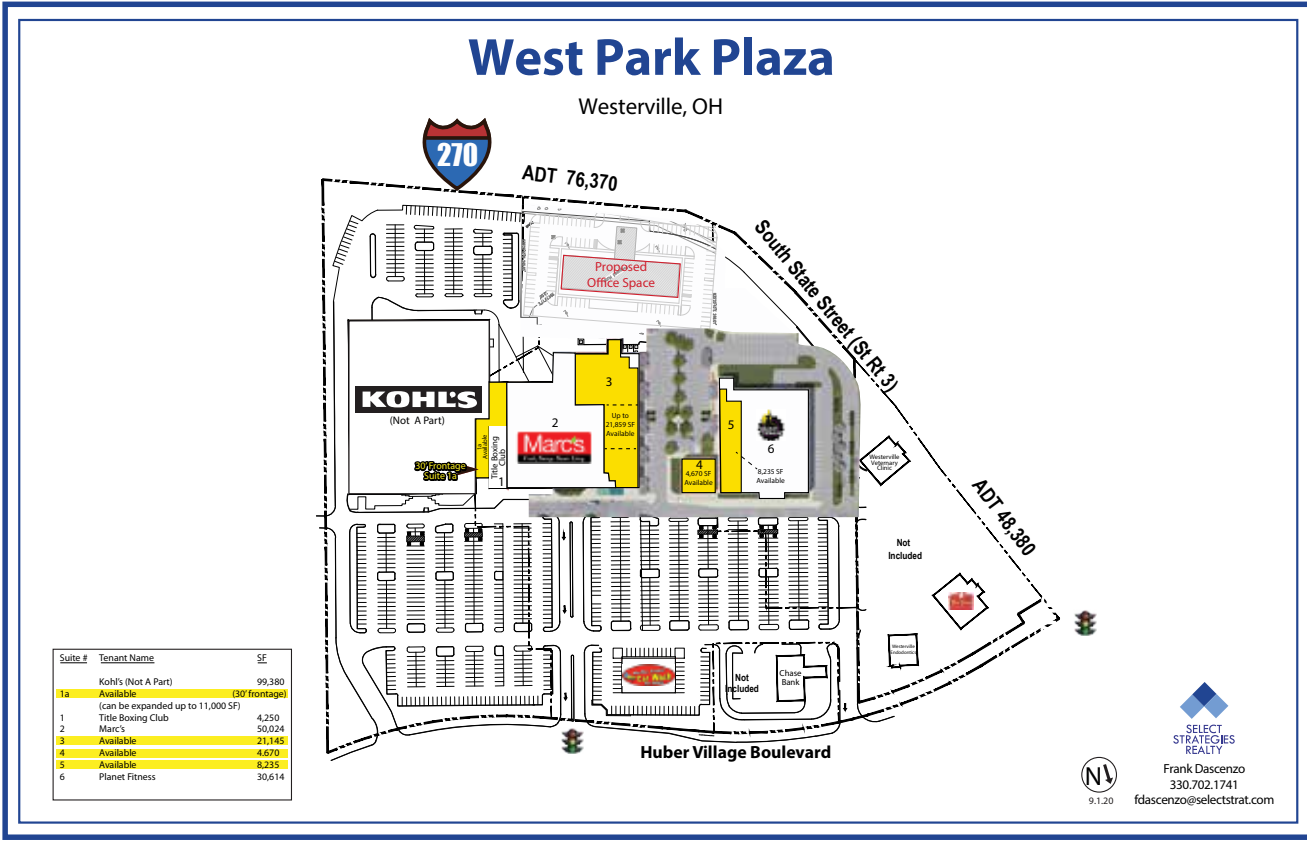 West Park Plaza
Westerville, OH
270
ADT 76,370
South State Street (St Rt 3)
Proposed
Office Space
KOHL'S
(Not A Part)
1a
Available
30' Frontage
Suite 1a
Title Boxing
Club
1
2
Marc's
3
Up to
21,859 SF
Available
4
4,670 SF
Available
5
6
8,235 SF
Available
Westerville
Veternary
Clinic
ADT 48,380
Not
Included
Westerville
Endodontics
Not
Included
Chase
Bank
Huber Village Boulevard
Suite # Tenant Name SF
Kohl's (Not A Part) 99,380
1a Available (30' frontage)
(can be expanded up to 11,000 SF)
1 Title Boxing Club 4,250
2 Marc's 50,024
3 Available 21,145
4 Available 4.670
5 Available 8,235
6 Planet Fitness 30,614
SELECT
STRATEGIES
REALTY
N
9.1.20
Frank Dascenzo
330.702.1741
fdascenzo@selectstrat.com